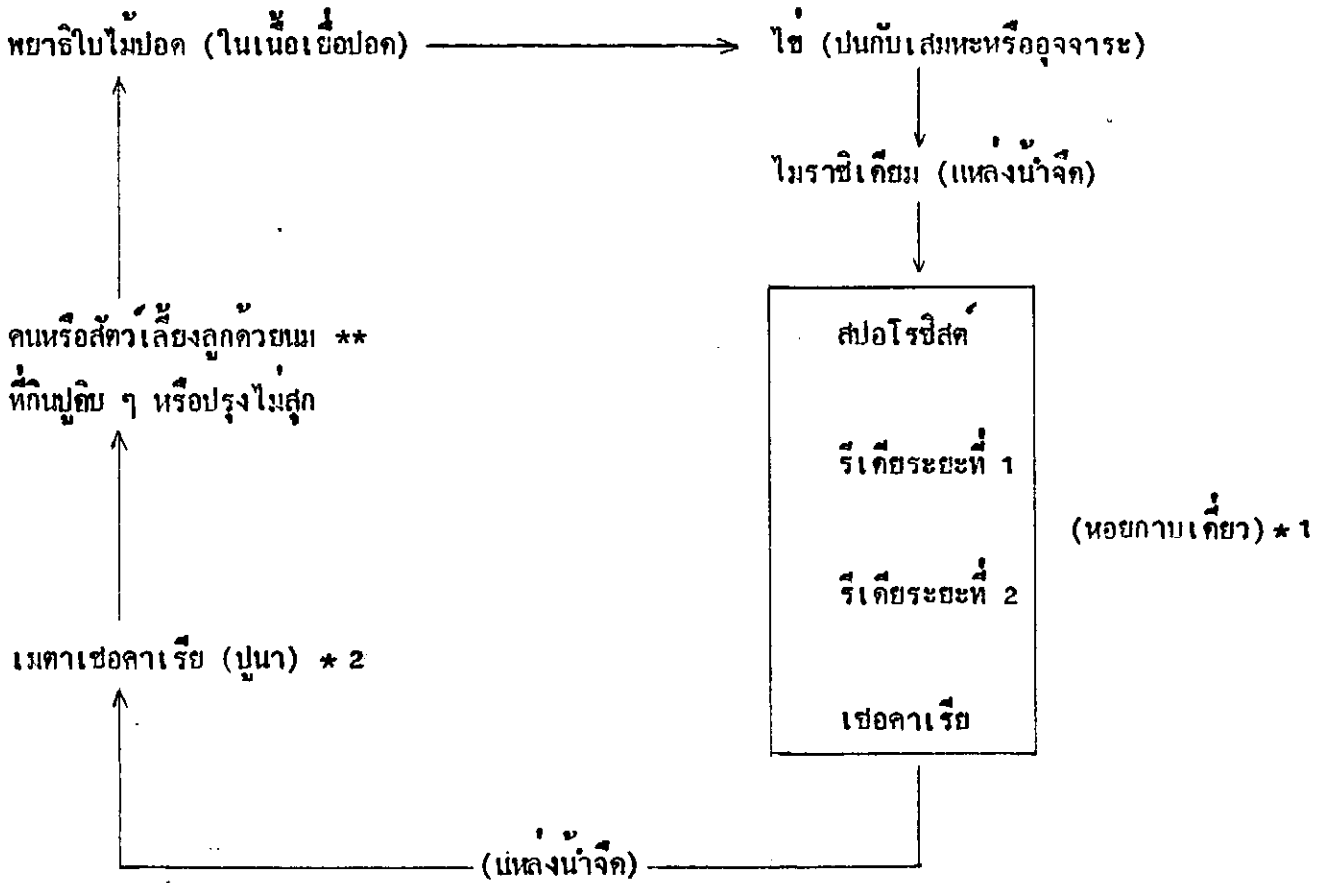 พยาธิใบไม้ปอด (ในเนื้อเยื่อปอด)
ไข่ (ปนกับเสมหะหรืออุจจาระ)
ไมราซิเดียม (แหล่งน้ำจืด)
สปอโรซิสต์
รีเดียระยะที่ 1
รีเดียระยะที่ 2
เซอคาเรีย
(หอยกาบเดี่ยว) * 1
(แหล่งน้ำจืด)
เมตาเซอคาเรีย (ปูนา) * 2
คนหรือสัตว์เลี้ยงลูกด้วยนม **
ที่กินปูดิบ ๆ หรือปรุงไม่สุก